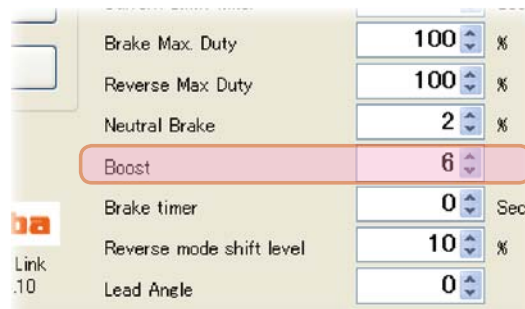 Brake Max. Duty 100 %
Reverse Max Duty 100 %
Neutral Brake 2 %
Boost 6
Brake timer 0 Sec
ba
Reverse mode shift level 10 %
Link
.10
Lead Angle 0